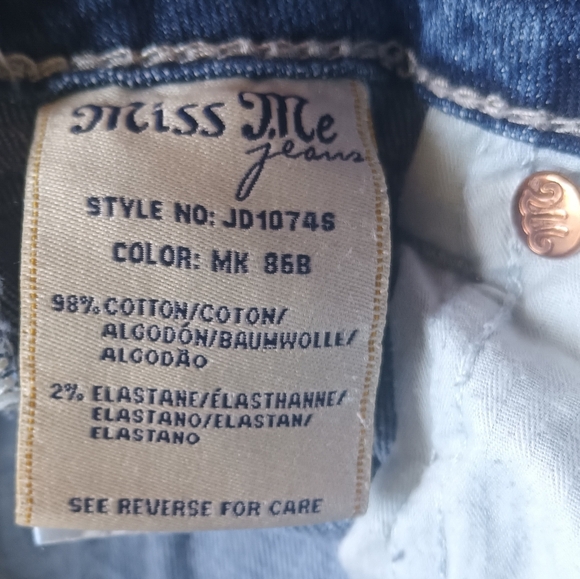 Miss Me
jeans
STYLE NO: JD1074S
COLOR: MK 86B
98% COTTON/COTON/
ALGODÓN/BAUMWOLLE/
ALGODÃO
2% ELASTANE/ÉLASTHANNE/
ELASTANO/ELASTAN/
ELASTANO
SEE REVERSE FOR CARE